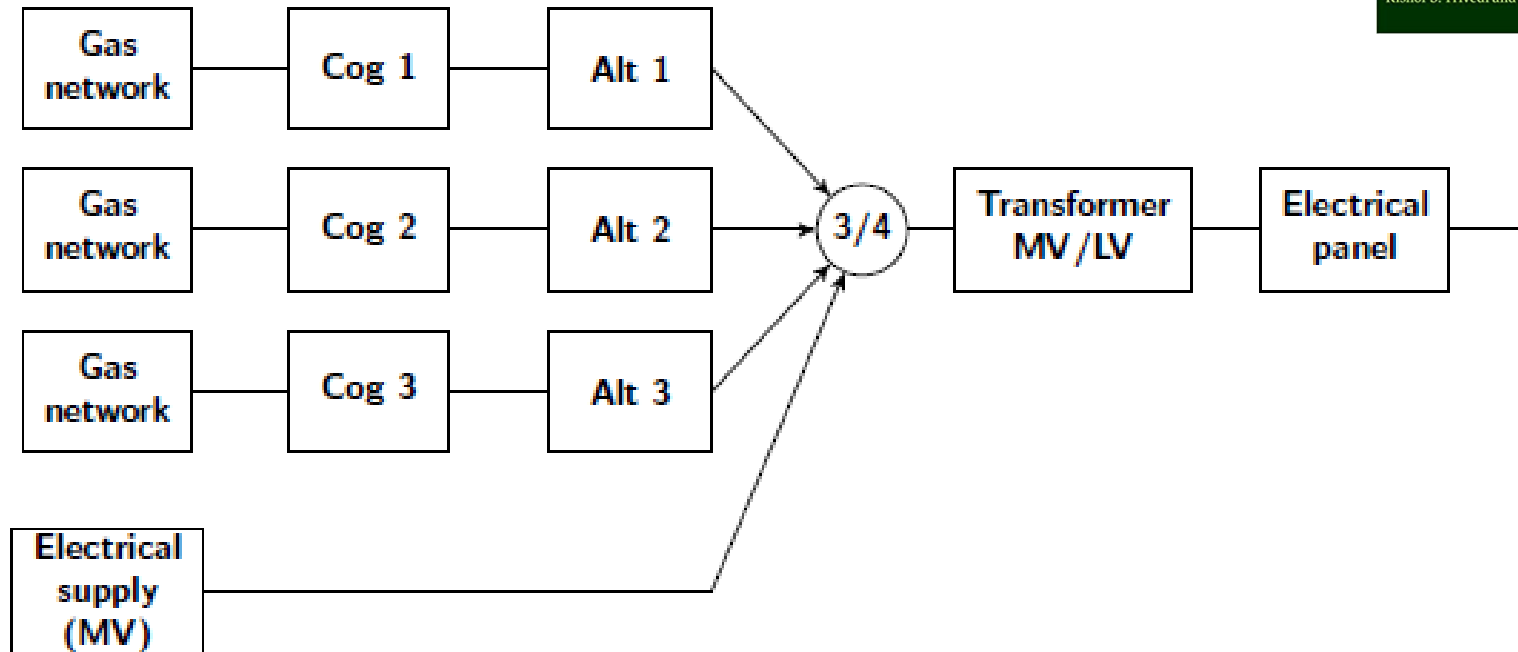 Gas
network
Cog 1
Alt 1
Gas
network
Cog 2
Alt 2
3/4
Transformer
MV/LV
Electrical
panel
Gas
network
Cog 3
Alt 3
Electrical
supply
(MV)